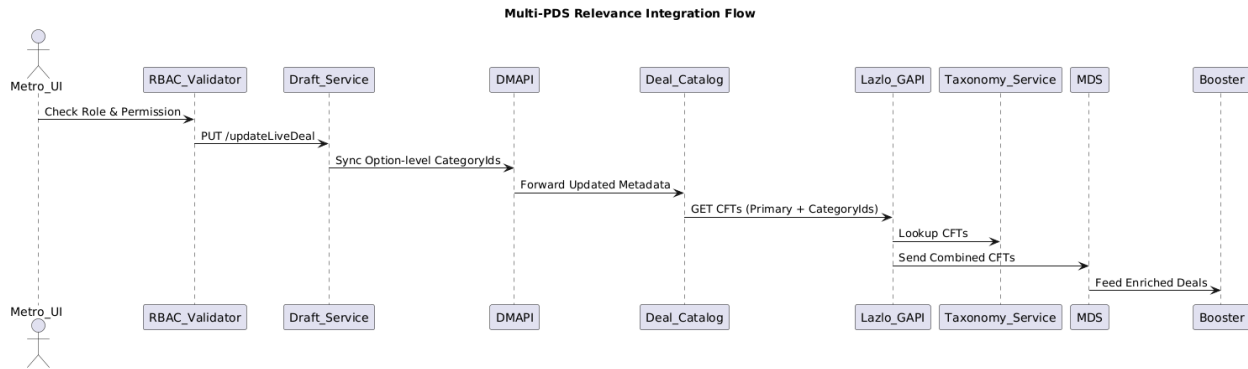 Multi-PDS Relevance Integration Flow
Metro_UI
RBAC_Validator
Draft_Service
DMAPI
Deal_Catalog
Lazlo_GAPI
Taxonomy_Service
MDS
Booster
Check Role & Permission
PUT /updateLiveDeal
Sync Option-level CategoryIds
Forward Updated Metadata
GET CFTs (Primary + CategoryIds)
Lookup CFTs
Send Combined CFTs
Feed Enriched Deals
Metro_UI
RBAC_Validator
Draft_Service
DMAPI
Deal_Catalog
Lazlo_GAPI
Taxonomy_Service
MDS
Booster